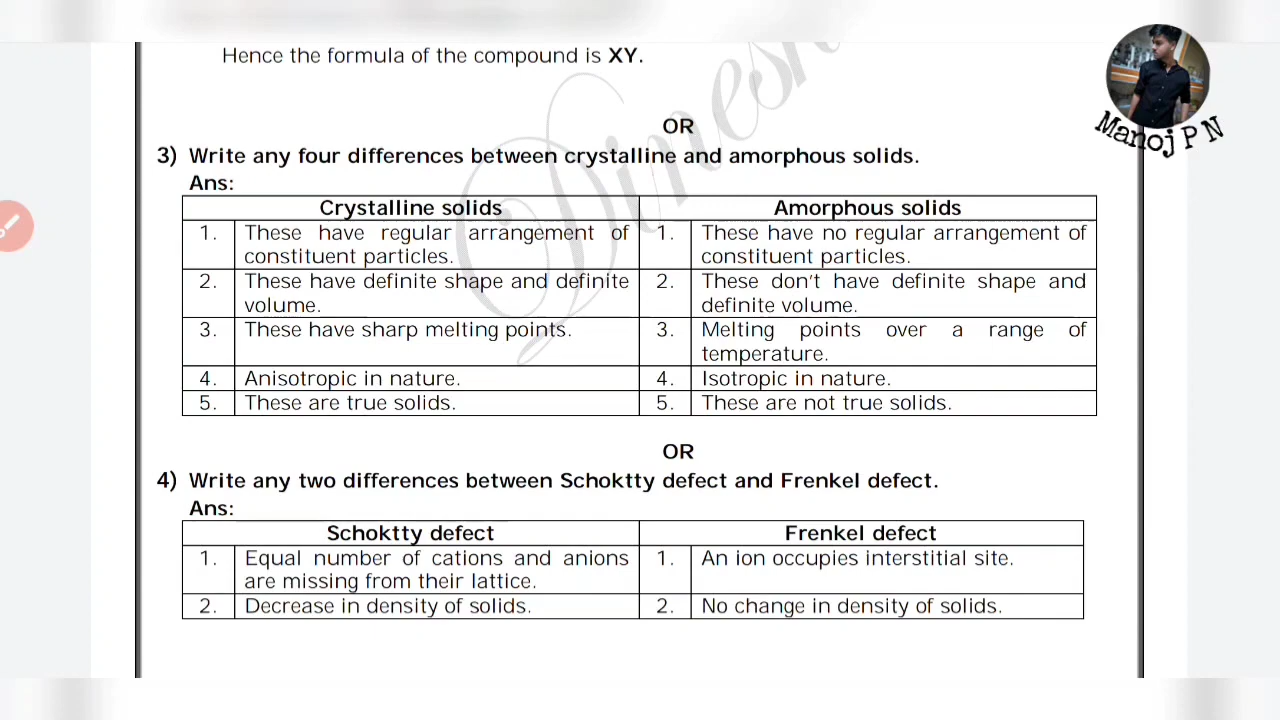 Hence the formula of the compound is XY.
Manoj P N
Dinesh
OR
3) Write any four differences between crystalline and amorphous solids.
Ans:
Crystalline solids
Amorphous solids
1. These have regular arrangement of constituent particles.
1. These have no regular arrangement of constituent particles.
2. These have definite shape and definite volume.
2. These don't have definite shape and definite volume.
3. These have sharp melting points.
3. Melting points over a range of temperature.
4. Anisotropic in nature.
4. Isotropic in nature.
5. These are true solids.
5. These are not true solids.
OR
4) Write any two differences between Schoktty defect and Frenkel defect.
Ans:
Schoktty defect
Frenkel defect
1. Equal number of cations and anions are missing from their lattice.
1. An ion occupies interstitial site.
2. Decrease in density of solids.
2. No change in density of solids.